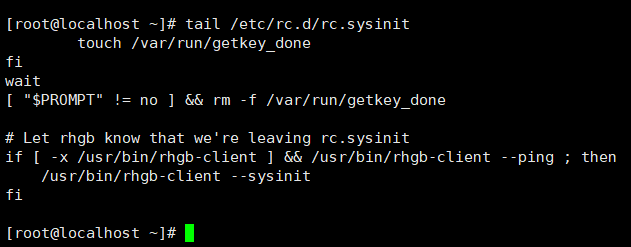 [root@localhost ~]# tail /etc/rc.d/rc.sysinit
        touch /var/run/getkey_done
fi
wait
[ "$PROMPT" != no ] && rm -f /var/run/getkey_done

# Let rhgb know that we're leaving rc.sysinit
if [ -x /usr/bin/rhgb-client ] && /usr/bin/rhgb-client --ping ; then
    /usr/bin/rhgb-client --sysinit
fi

[root@localhost ~]#